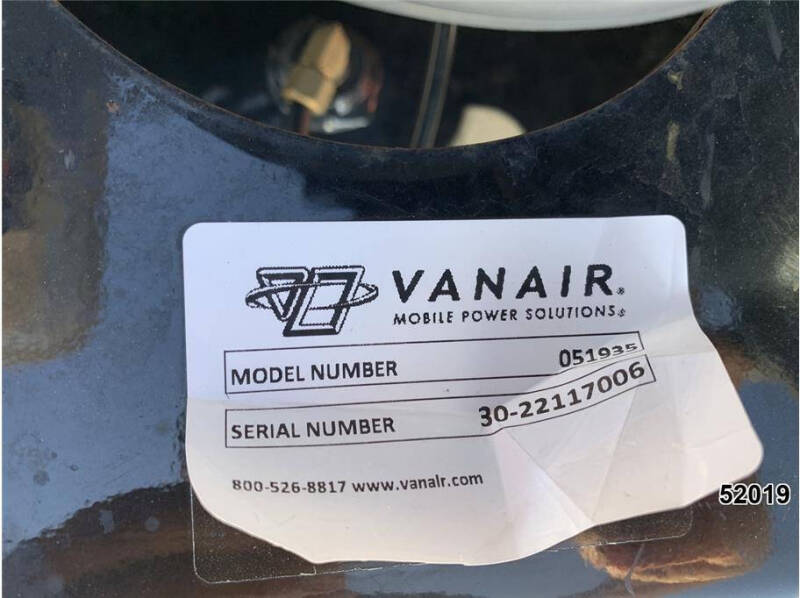 VANAIR®
MOBILE POWER SOLUTIONS
MODEL NUMBER 051935
SERIAL NUMBER 30-22117006
800-526-8817 www.vanair.com
52019